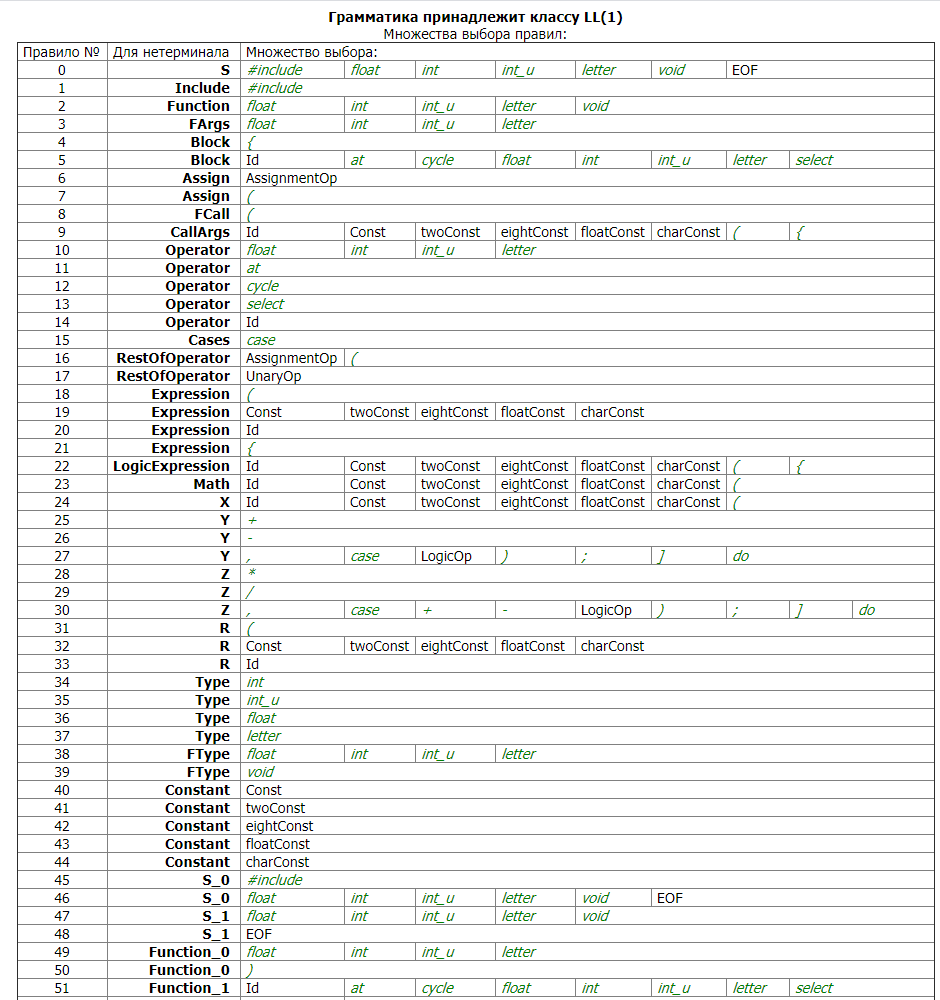 Грамматика принадлежит классу LL(1)
Множества выбора правил:
Правило № Для нетерминала Множество выбора:
0 S #include float int int_u letter void EOF
1 Include #include
2 Function float int int_u letter void
3 FArgs float int int_u letter
4 Block {
5 Block Id at cycle float int int_u letter select
6 Assign AssignmentOp
7 Assign (
8 FCall (
9 CallArgs Id Const twoConst eightConst floatConst charConst ( {
10 Operator float int int_u letter
11 Operator at
12 Operator cycle
13 Operator select
14 Operator Id
15 Cases case
16 RestOfOperator AssignmentOp (
17 RestOfOperator UnaryOp
18 Expression (
19 Expression Const twoConst eightConst floatConst charConst
20 Expression Id
21 Expression {
22 LogicExpression Id Const twoConst eightConst floatConst charConst ( {
23 Math Id Const twoConst eightConst floatConst charConst (
24 X Id Const twoConst eightConst floatConst charConst (
25 Y +
26 Y -
27 Y , case LogicOp ) ; ] do
28 Z *
29 Z /
30 Z , case + - LogicOp ) ; ] do
31 R (
32 R Const twoConst eightConst floatConst charConst
33 R Id
34 Type int
35 Type int_u
36 Type float
37 Type letter
38 FType float int int_u letter
39 FType void
40 Constant Const
41 Constant twoConst
42 Constant eightConst
43 Constant floatConst
44 Constant charConst
45 S_0 #include
46 S_0 float int int_u letter void EOF
47 S_1 float int int_u letter void
48 S_1 EOF
49 Function_0 float int int_u letter
50 Function_0 )
51 Function_1 Id at cycle float int int_u letter select